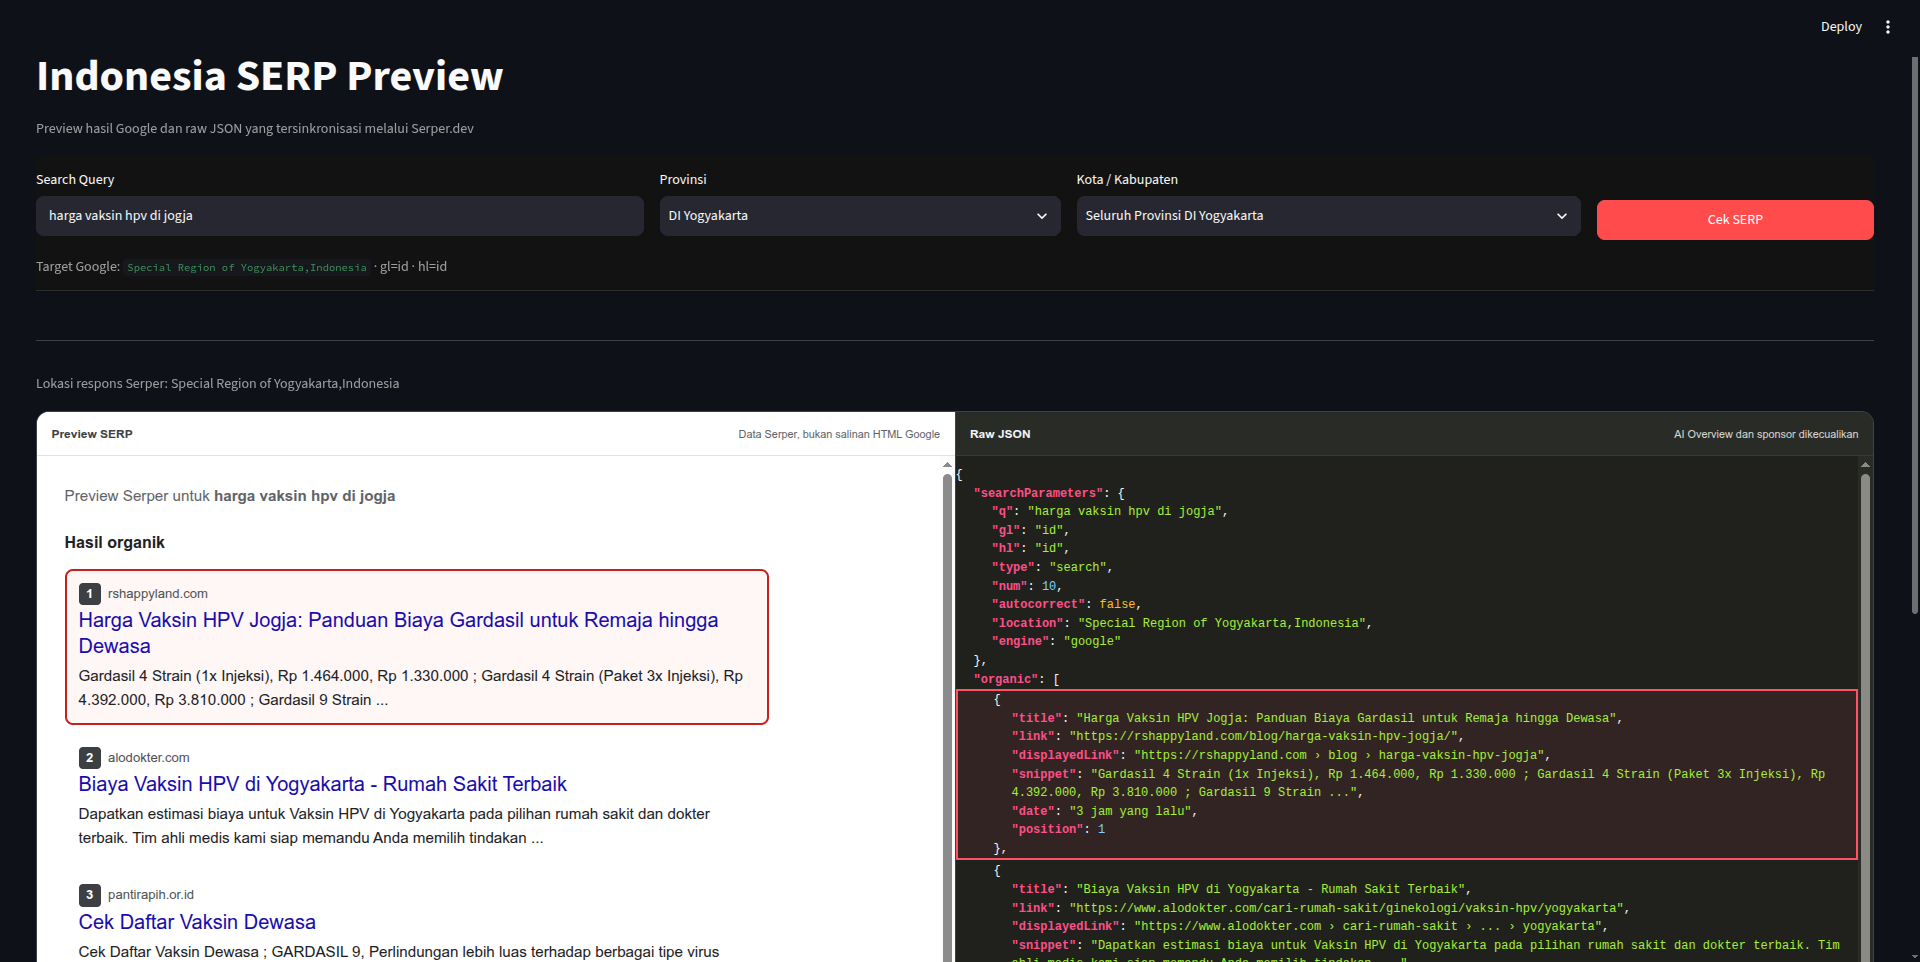 Deploy
Indonesia SERP Preview
Preview hasil Google dan raw JSON yang tersinkronisasi melalui Serper.dev
Search Query
Provinsi
Kota / Kabupaten
harga vaksin hpv di jogja
DI Yogyakarta
Seluruh Provinsi DI Yogyakarta
Cek SERP
Target Google: Special Region of Yogyakarta,Indonesia · gl=id · hl=id
Lokasi respons Serper: Special Region of Yogyakarta,Indonesia
Preview SERP
Data Serper, bukan salinan HTML Google
Preview Serper untuk harga vaksin hpv di jogja
Hasil organik
1 rshappyland.com
Harga Vaksin HPV Jogja: Panduan Biaya Gardasil untuk Remaja hingga
Dewasa
Gardasil 4 Strain (1x Injeksi), Rp 1.464.000, Rp 1.330.000 ; Gardasil 4 Strain (Paket 3x Injeksi), Rp
4.392.000, Rp 3.810.000 ; Gardasil 9 Strain ...
2 alodokter.com
Biaya Vaksin HPV di Yogyakarta - Rumah Sakit Terbaik
Dapatkan estimasi biaya untuk Vaksin HPV di Yogyakarta pada pilihan rumah sakit dan dokter
terbaik. Tim ahli medis kami siap memandu Anda memilih tindakan ...
3 pantirapih.or.id
Cek Daftar Vaksin Dewasa
Cek Daftar Vaksin Dewasa ; GARDASIL 9, Perlindungan lebih luas terhadap berbagai tipe virus
Raw JSON
AI Overview dan sponsor dikecualikan
{
"searchParameters": {
"q": "harga vaksin hpv di jogja",
"gl": "id",
"hl": "id",
"type": "search",
"num": 10,
"autocorrect": false,
"location": "Special Region of Yogyakarta,Indonesia",
"engine": "google"
},
"organic": [
{
"title": "Harga Vaksin HPV Jogja: Panduan Biaya Gardasil untuk Remaja hingga Dewasa",
"link": "https://rshappyland.com/blog/harga-vaksin-hpv-jogja/",
"displayedLink": "https://rshappyland.com › blog › harga-vaksin-hpv-jogja",
"snippet": "Gardasil 4 Strain (1x Injeksi), Rp 1.464.000, Rp 1.330.000 ; Gardasil 4 Strain (Paket 3x Injeksi), Rp
4.392.000, Rp 3.810.000 ; Gardasil 9 Strain ...",
"date": "3 jam yang lalu",
"position": 1
},
{
"title": "Biaya Vaksin HPV di Yogyakarta - Rumah Sakit Terbaik",
"link": "https://www.alodokter.com/cari-rumah-sakit/ginekologi/vaksin-hpv/yogyakarta",
"displayedLink": "https://www.alodokter.com › cari-rumah-sakit › ... › yogyakarta",
"snippet": "Dapatkan estimasi biaya untuk Vaksin HPV di Yogyakarta pada pilihan rumah sakit dan dokter terbaik. Tim
ahli medis kami siap memandu Anda memilih tindakan ...",